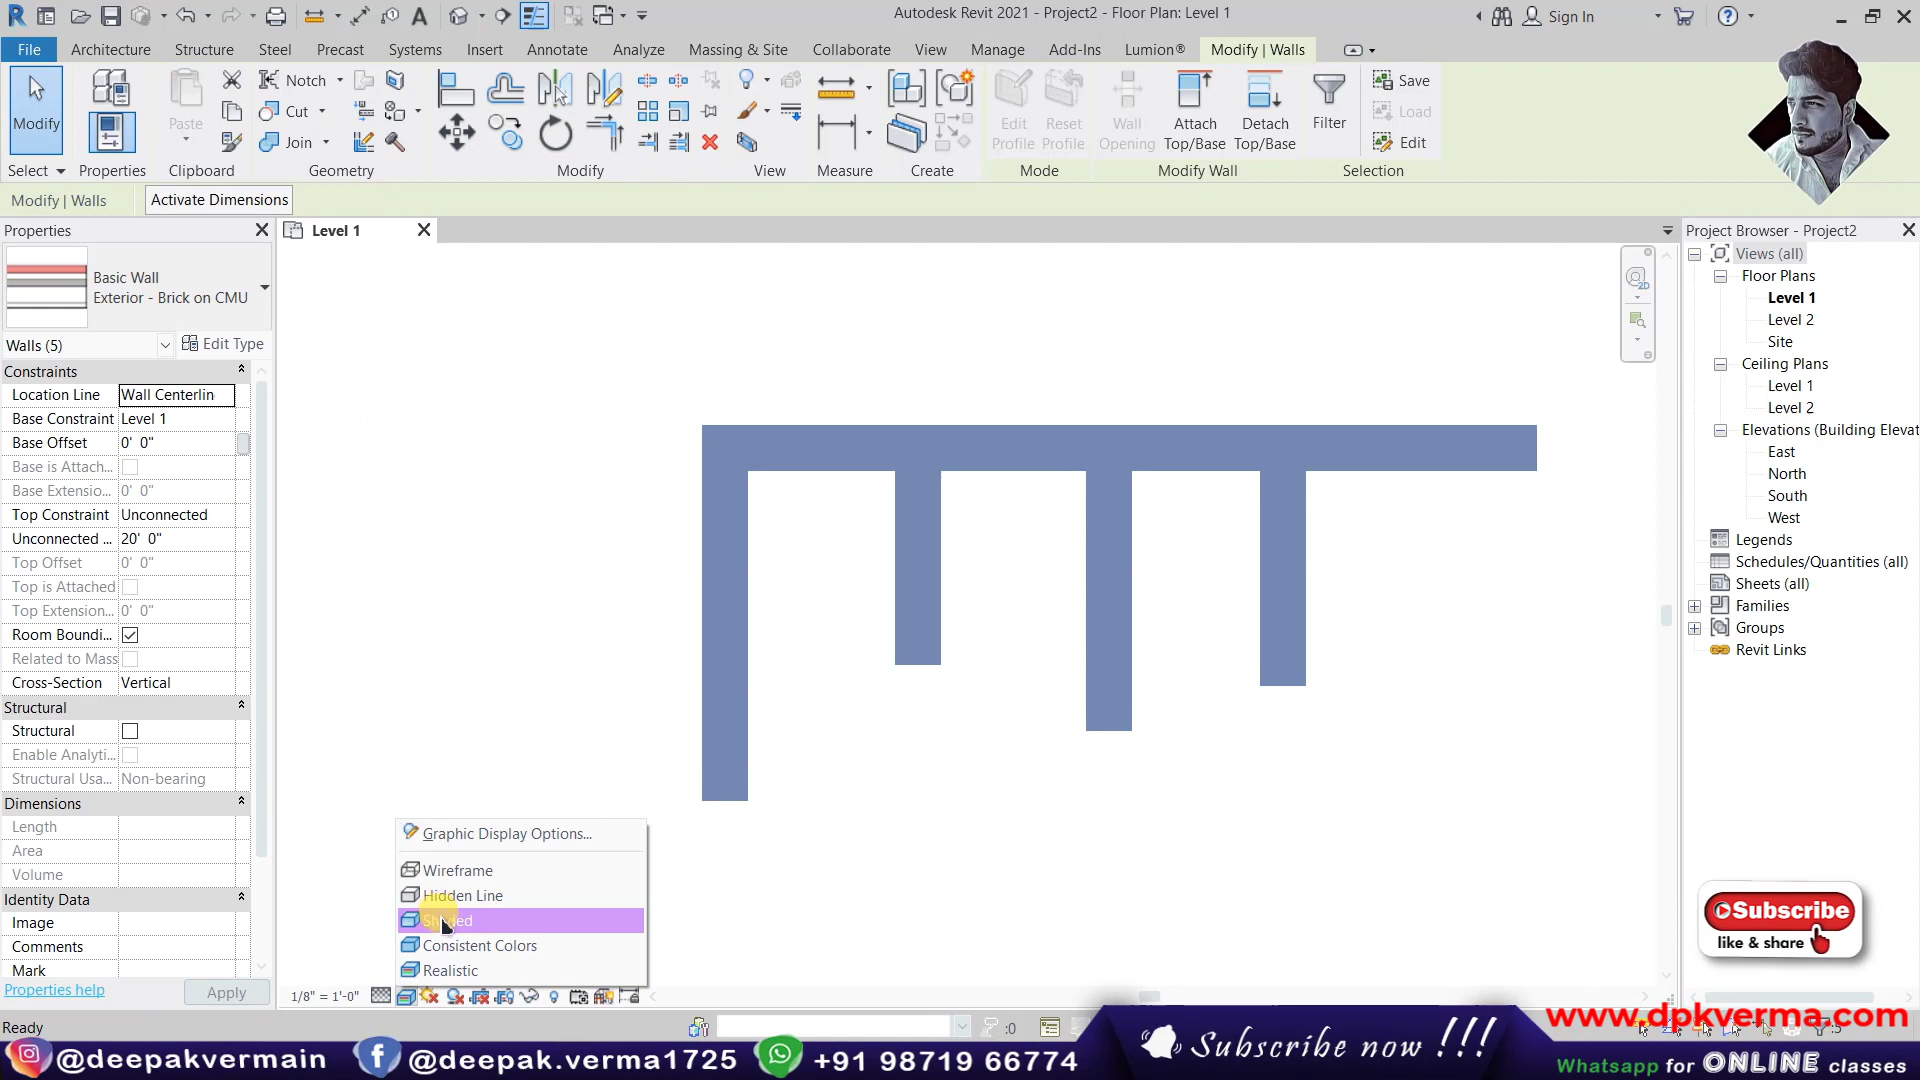 Autodesk Revit 2021 - Project2 - Floor Plan: Level 1
Sign In
File Architecture Structure Steel Precast Systems Insert Annotate Analyze Massing & Site Collaborate View Manage Add-Ins Lumion® Modify | Walls
Modify
Paste
Notch
Cut
Join
Edit Profile
Reset Profile
Wall Opening
Attach Top/Base
Detach Top/Base
Filter
Save
Load
Edit
Select Properties Clipboard Geometry Modify View Measure Create Mode Modify Wall Selection
Modify | Walls Activate Dimensions
Properties
Basic Wall
Exterior - Brick on CMU
Walls (5) Edit Type
Constraints
Location Line Wall Centerlin
Base Constraint Level 1
Base Offset 0' 0"
Base is Attach...
Base Extensio... 0' 0"
Top Constraint Unconnected
Unconnected ... 20' 0"
Top Offset 0' 0"
Top is Attached
Top Extension... 0' 0"
Room Boundi...
Related to Mass
Cross-Section Vertical
Structural
Structural
Enable Analyti...
Structural Usa... Non-bearing
Dimensions
Length
Area
Volume
Identity Data
Image
Comments
Mark
Properties help Apply
Level 1
2D
Graphic Display Options...
Wireframe
Hidden Line
Shaded
Consistent Colors
Realistic
1/8" = 1'-0"
Project Browser - Project2
Views (all)
Floor Plans
Level 1
Level 2
Site
Ceiling Plans
Level 1
Level 2
Elevations (Building Elevat
East
North
South
West
Legends
Schedules/Quantities (all)
Sheets (all)
Families
Groups
Revit Links
Subscribe
like & share
Ready
:0
:5
www.dpkverma.com
@deepakvermain @deepak.verma1725 +91 98719 66774
Subscribe now !!!
Whatsapp for ONLINE classes